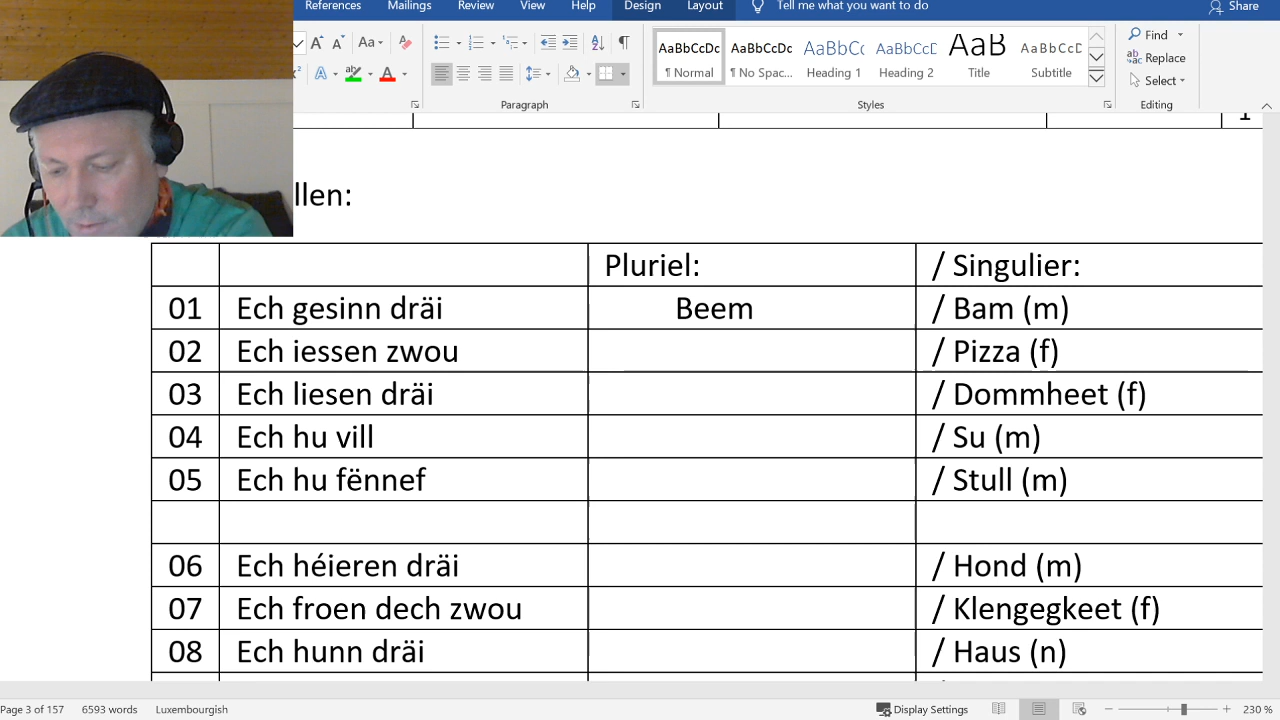 References Mailings Review View Help Design Layout Tell me what you want to do Share
Aa Find
AaBbCcDc AaBbCcDc AaBbCc AaBbCcD AaB AaBbCcD Replace
¶ Normal ¶ No Spac... Heading 1 Heading 2 Title Subtitle Select
Paragraph Styles Editing
llen:
Pluriel: / Singulier:
01 Ech gesinn dräi Beem / Bam (m)
02 Ech iessen zwou / Pizza (f)
03 Ech liesen dräi / Dommheet (f)
04 Ech hu vill / Su (m)
05 Ech hu fënnef / Stull (m)
06 Ech héieren dräi / Hond (m)
07 Ech froen dech zwou / Klengegkeet (f)
08 Ech hunn dräi / Haus (n)
Page 3 of 157 6593 words Luxembourgish Display Settings 230 %